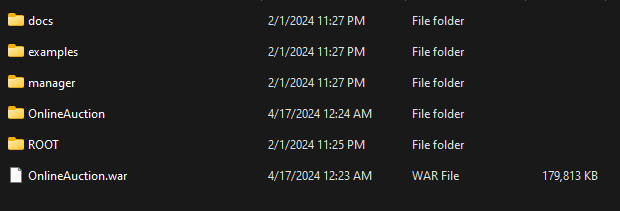 docs 2/1/2024 11:27 PM File folder
examples 2/1/2024 11:27 PM File folder
manager 2/1/2024 11:27 PM File folder
OnlineAuction 4/17/2024 12:24 AM File folder
ROOT 2/1/2024 11:25 PM File folder
OnlineAuction.war 4/17/2024 12:23 AM WAR File 179,813 KB